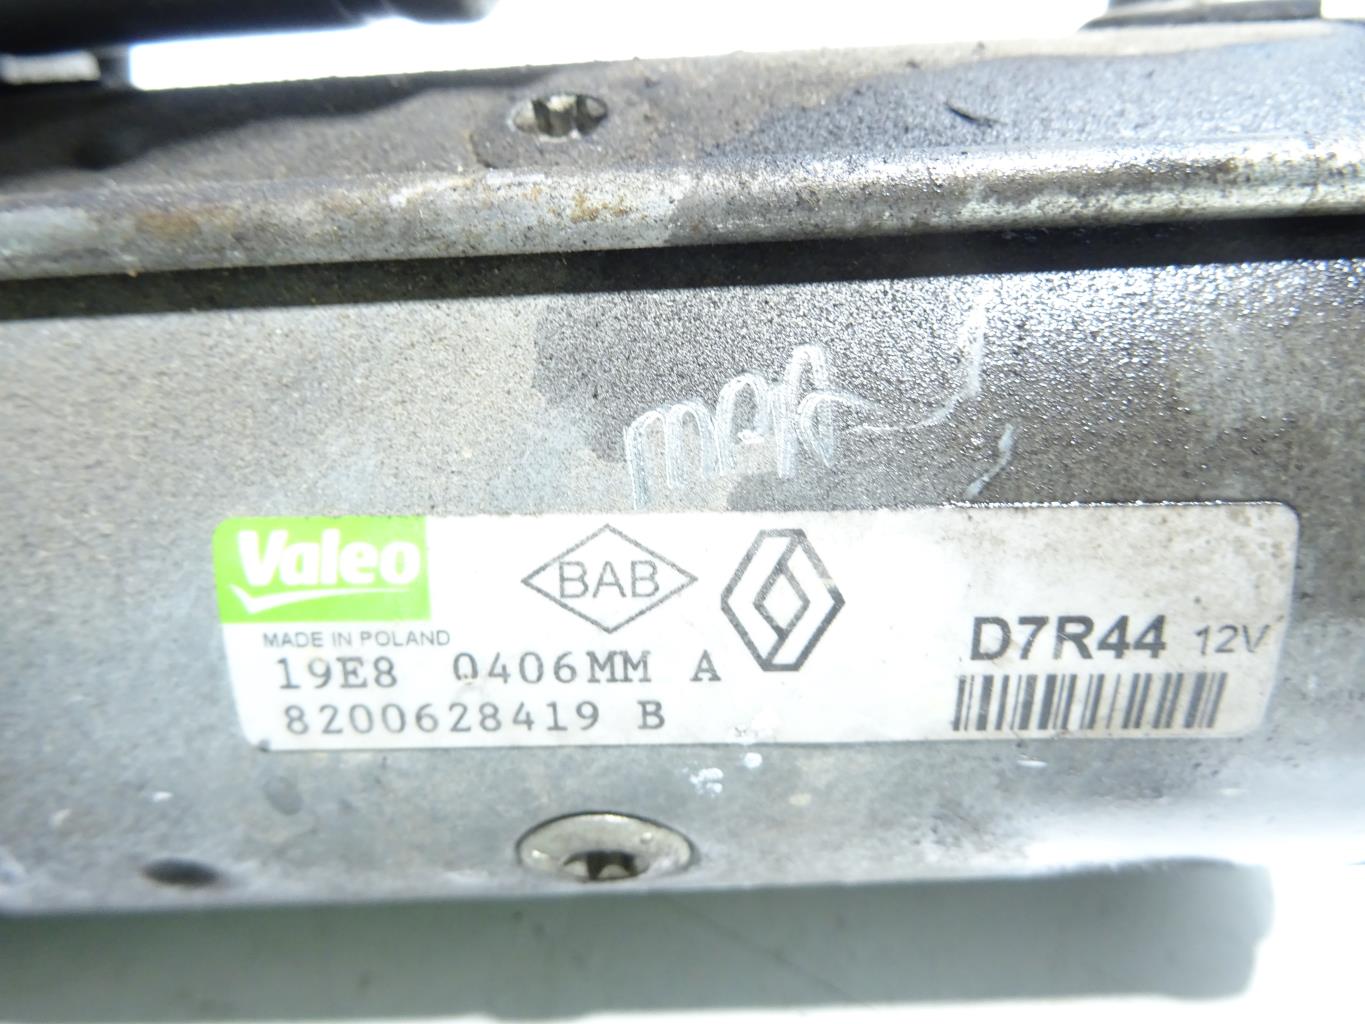 Valeo
BAB
MADE IN POLAND
D7R44 12V
19E8 0406MM A
8200628419 B